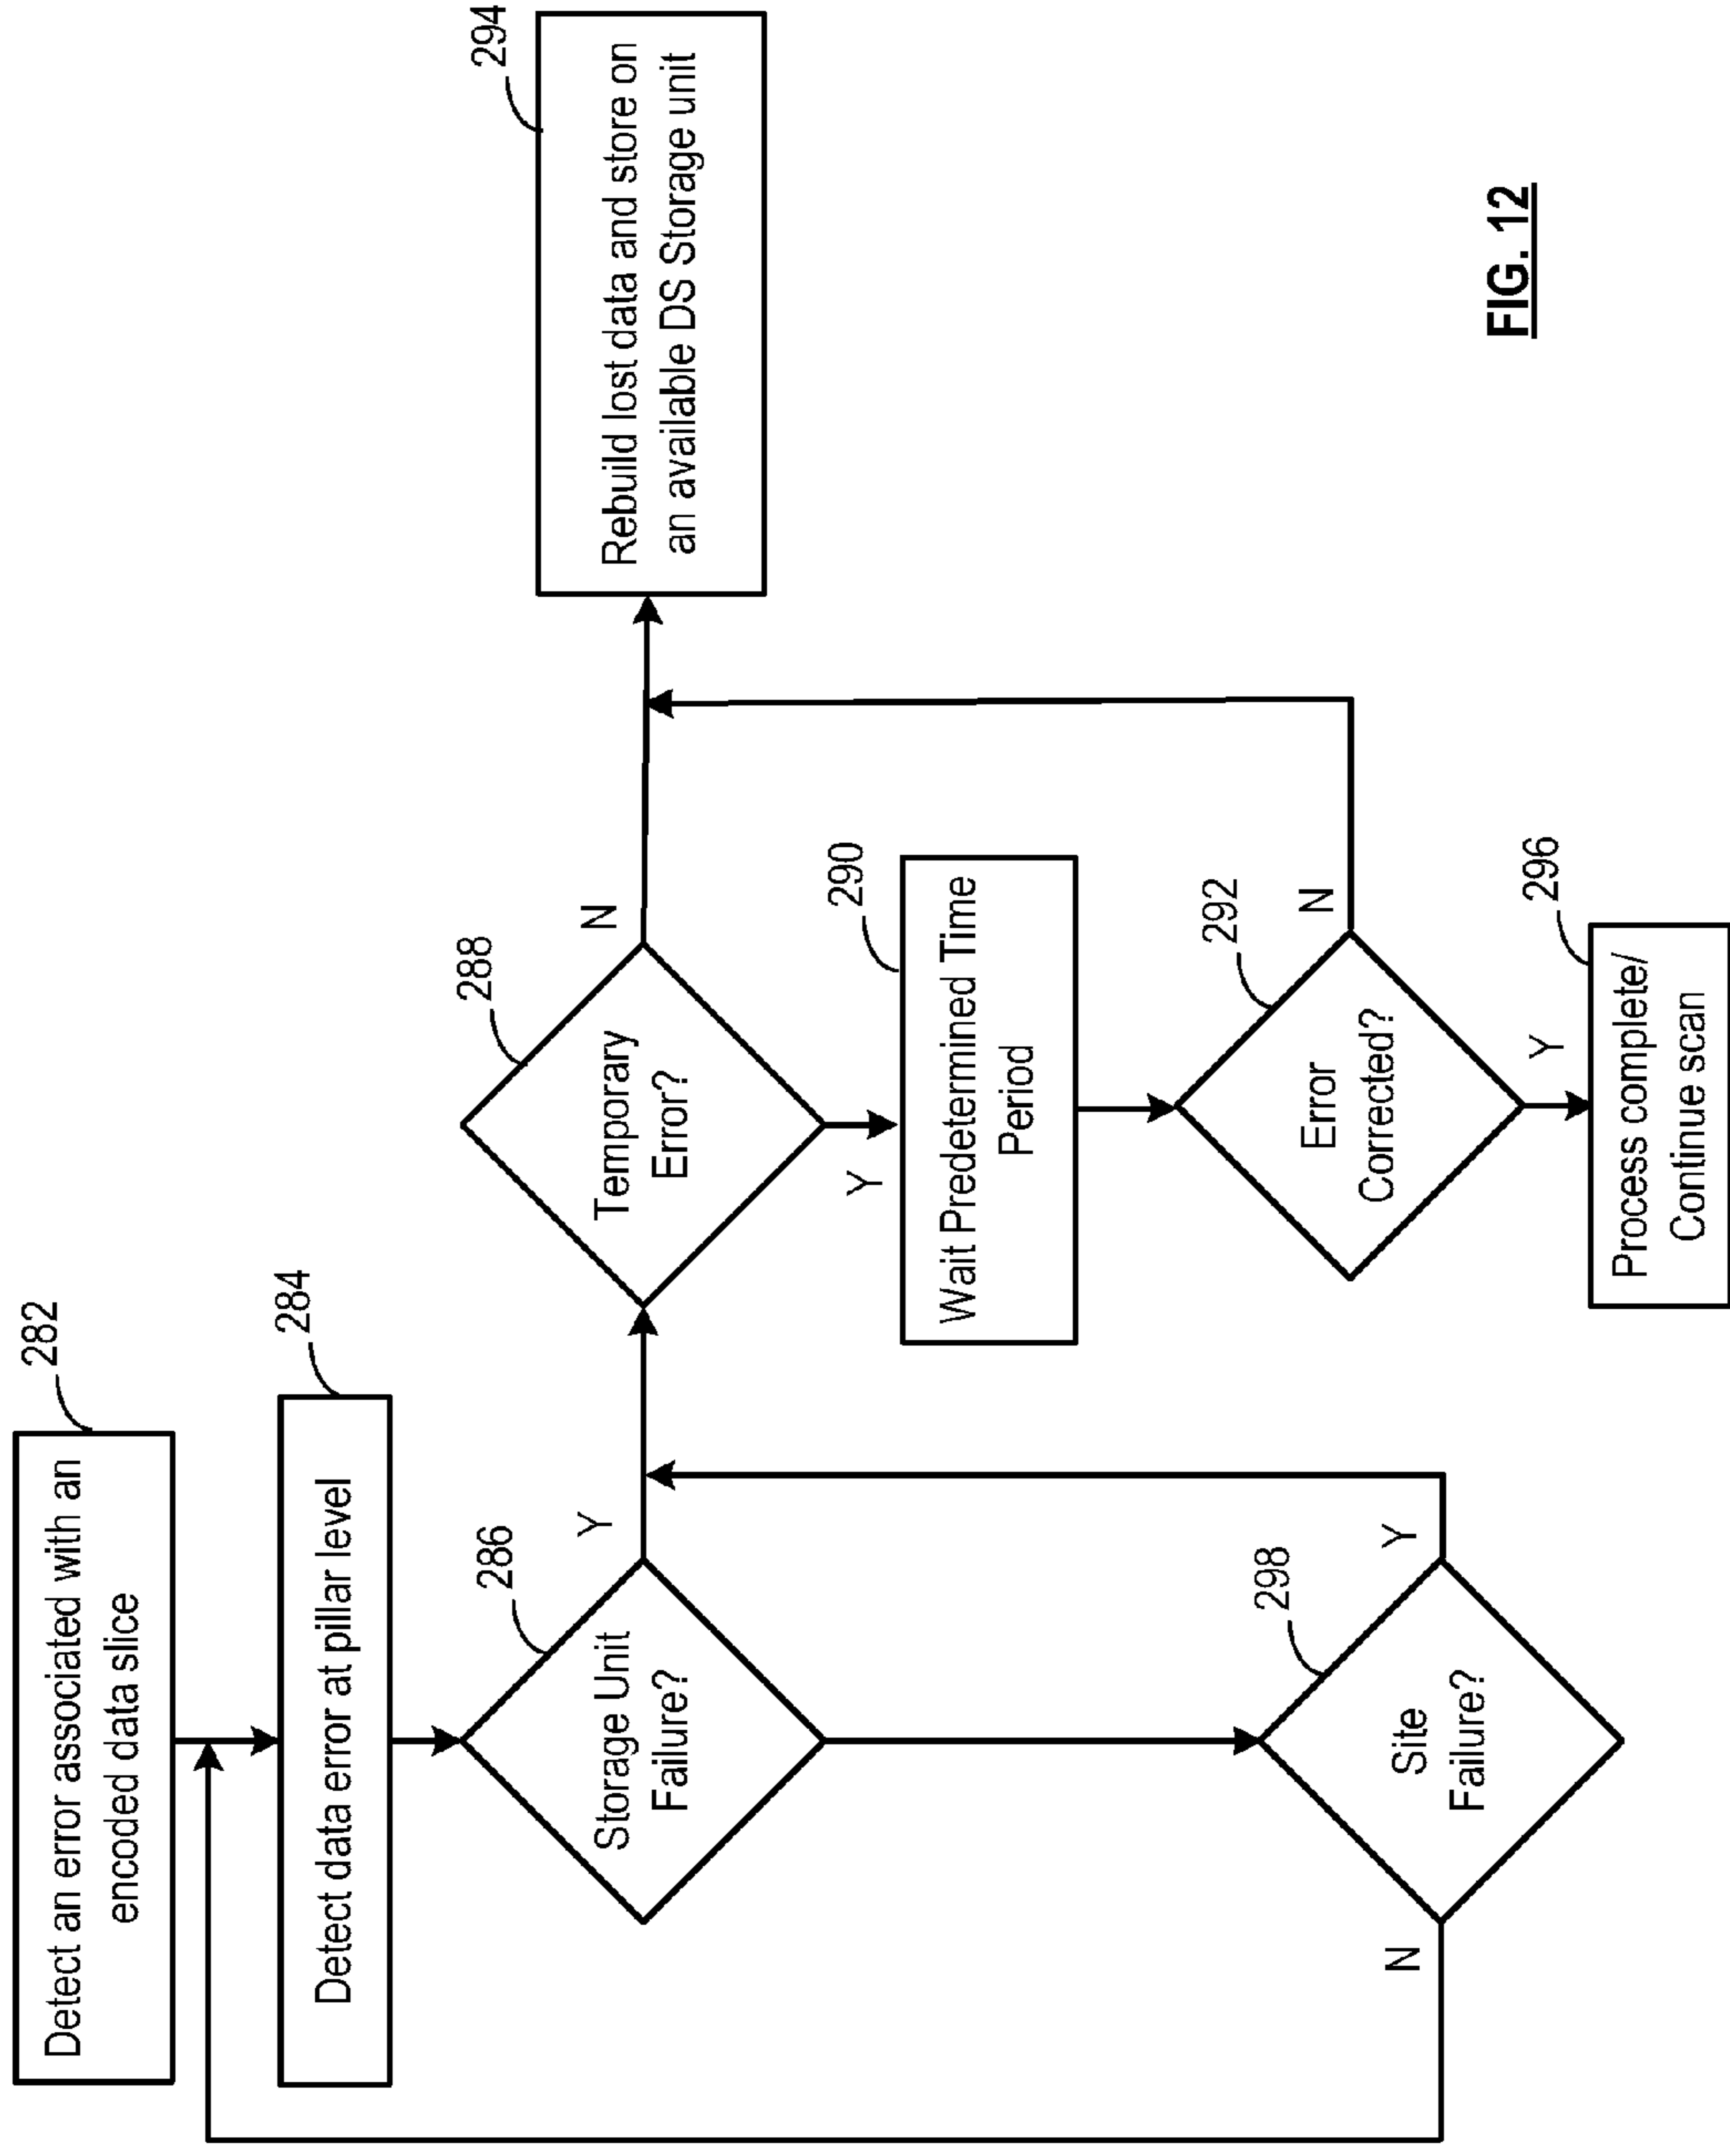 282
Detect an error associated with an
encoded data slice
284
Detect data error at pillar level
286
Storage Unit
Failure?
Y
298
Site
Failure?
Y
N
288
Temporary
Error?
N
Y
290
Wait Predetermined Time
Period
292
Error
Corrected?
N
Y
296
Process complete/
Continue scan
294
Rebuild lost data and store on
an available DS Storage unit
FIG. 12